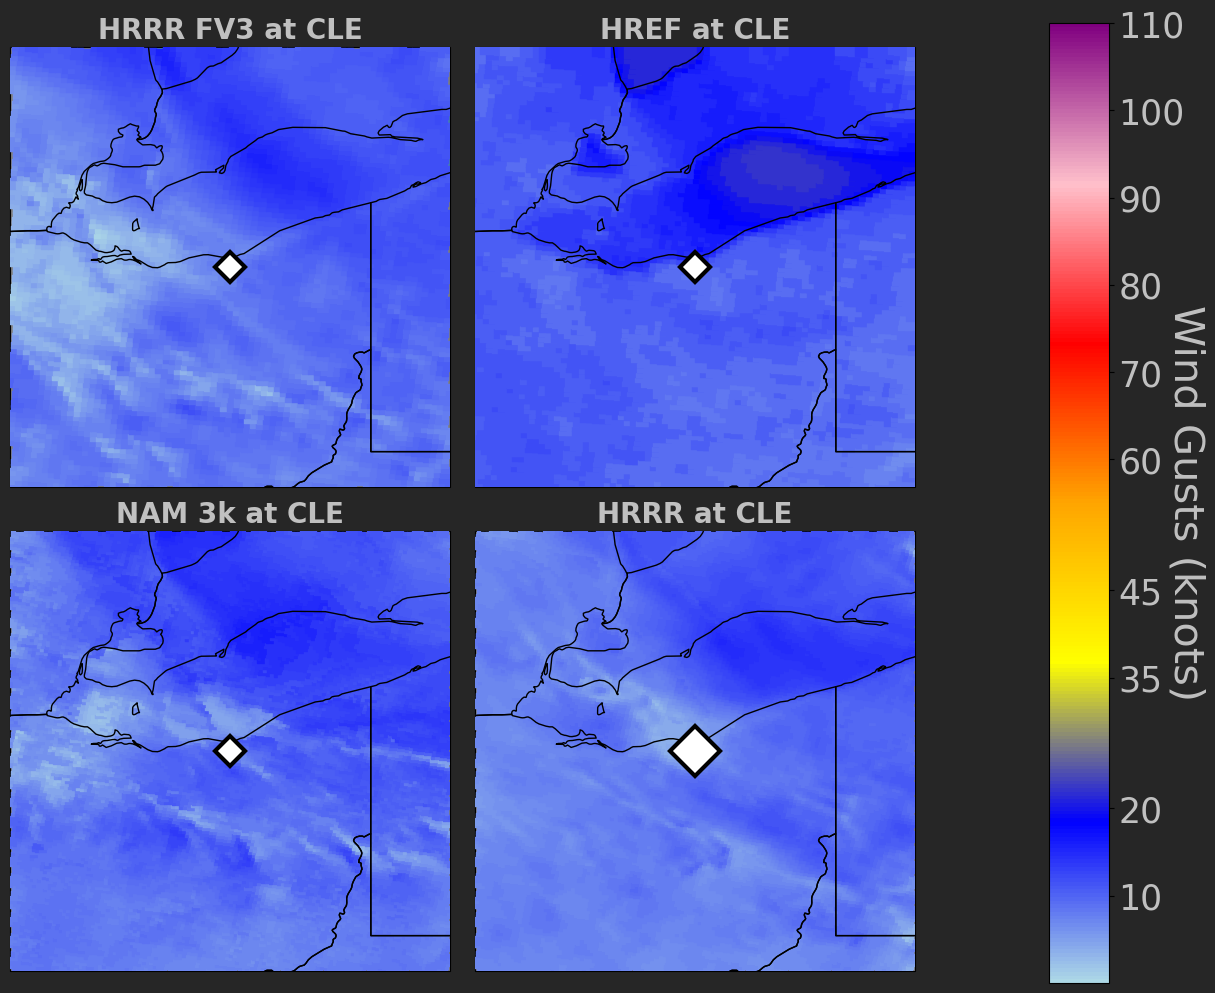 HRRR FV3 at CLE
HREF at CLE
NAM 3k at CLE
HRRR at CLE
110
100
90
80
70
60
45
35
20
10
Wind Gusts (knots)